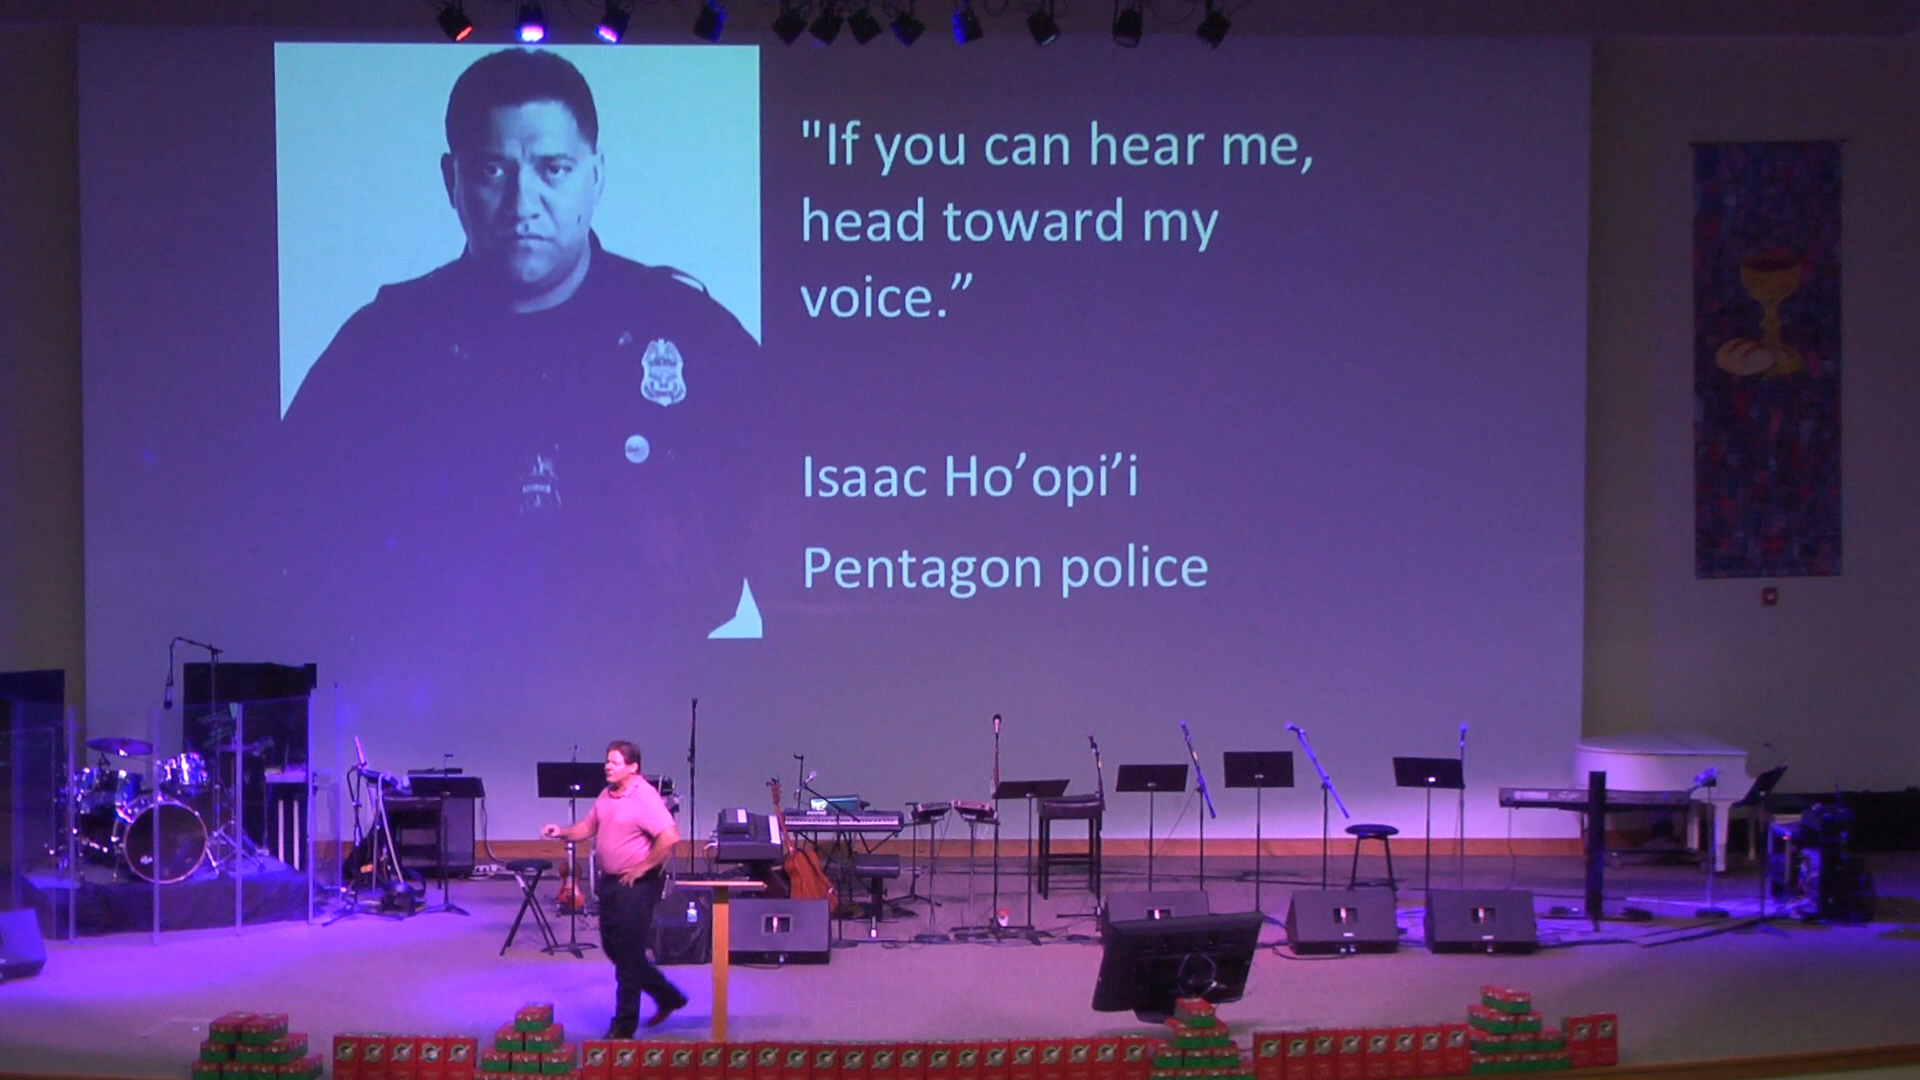 "If you can hear me,
head toward my
voice.”
Isaac Ho’opi’i
Pentagon police